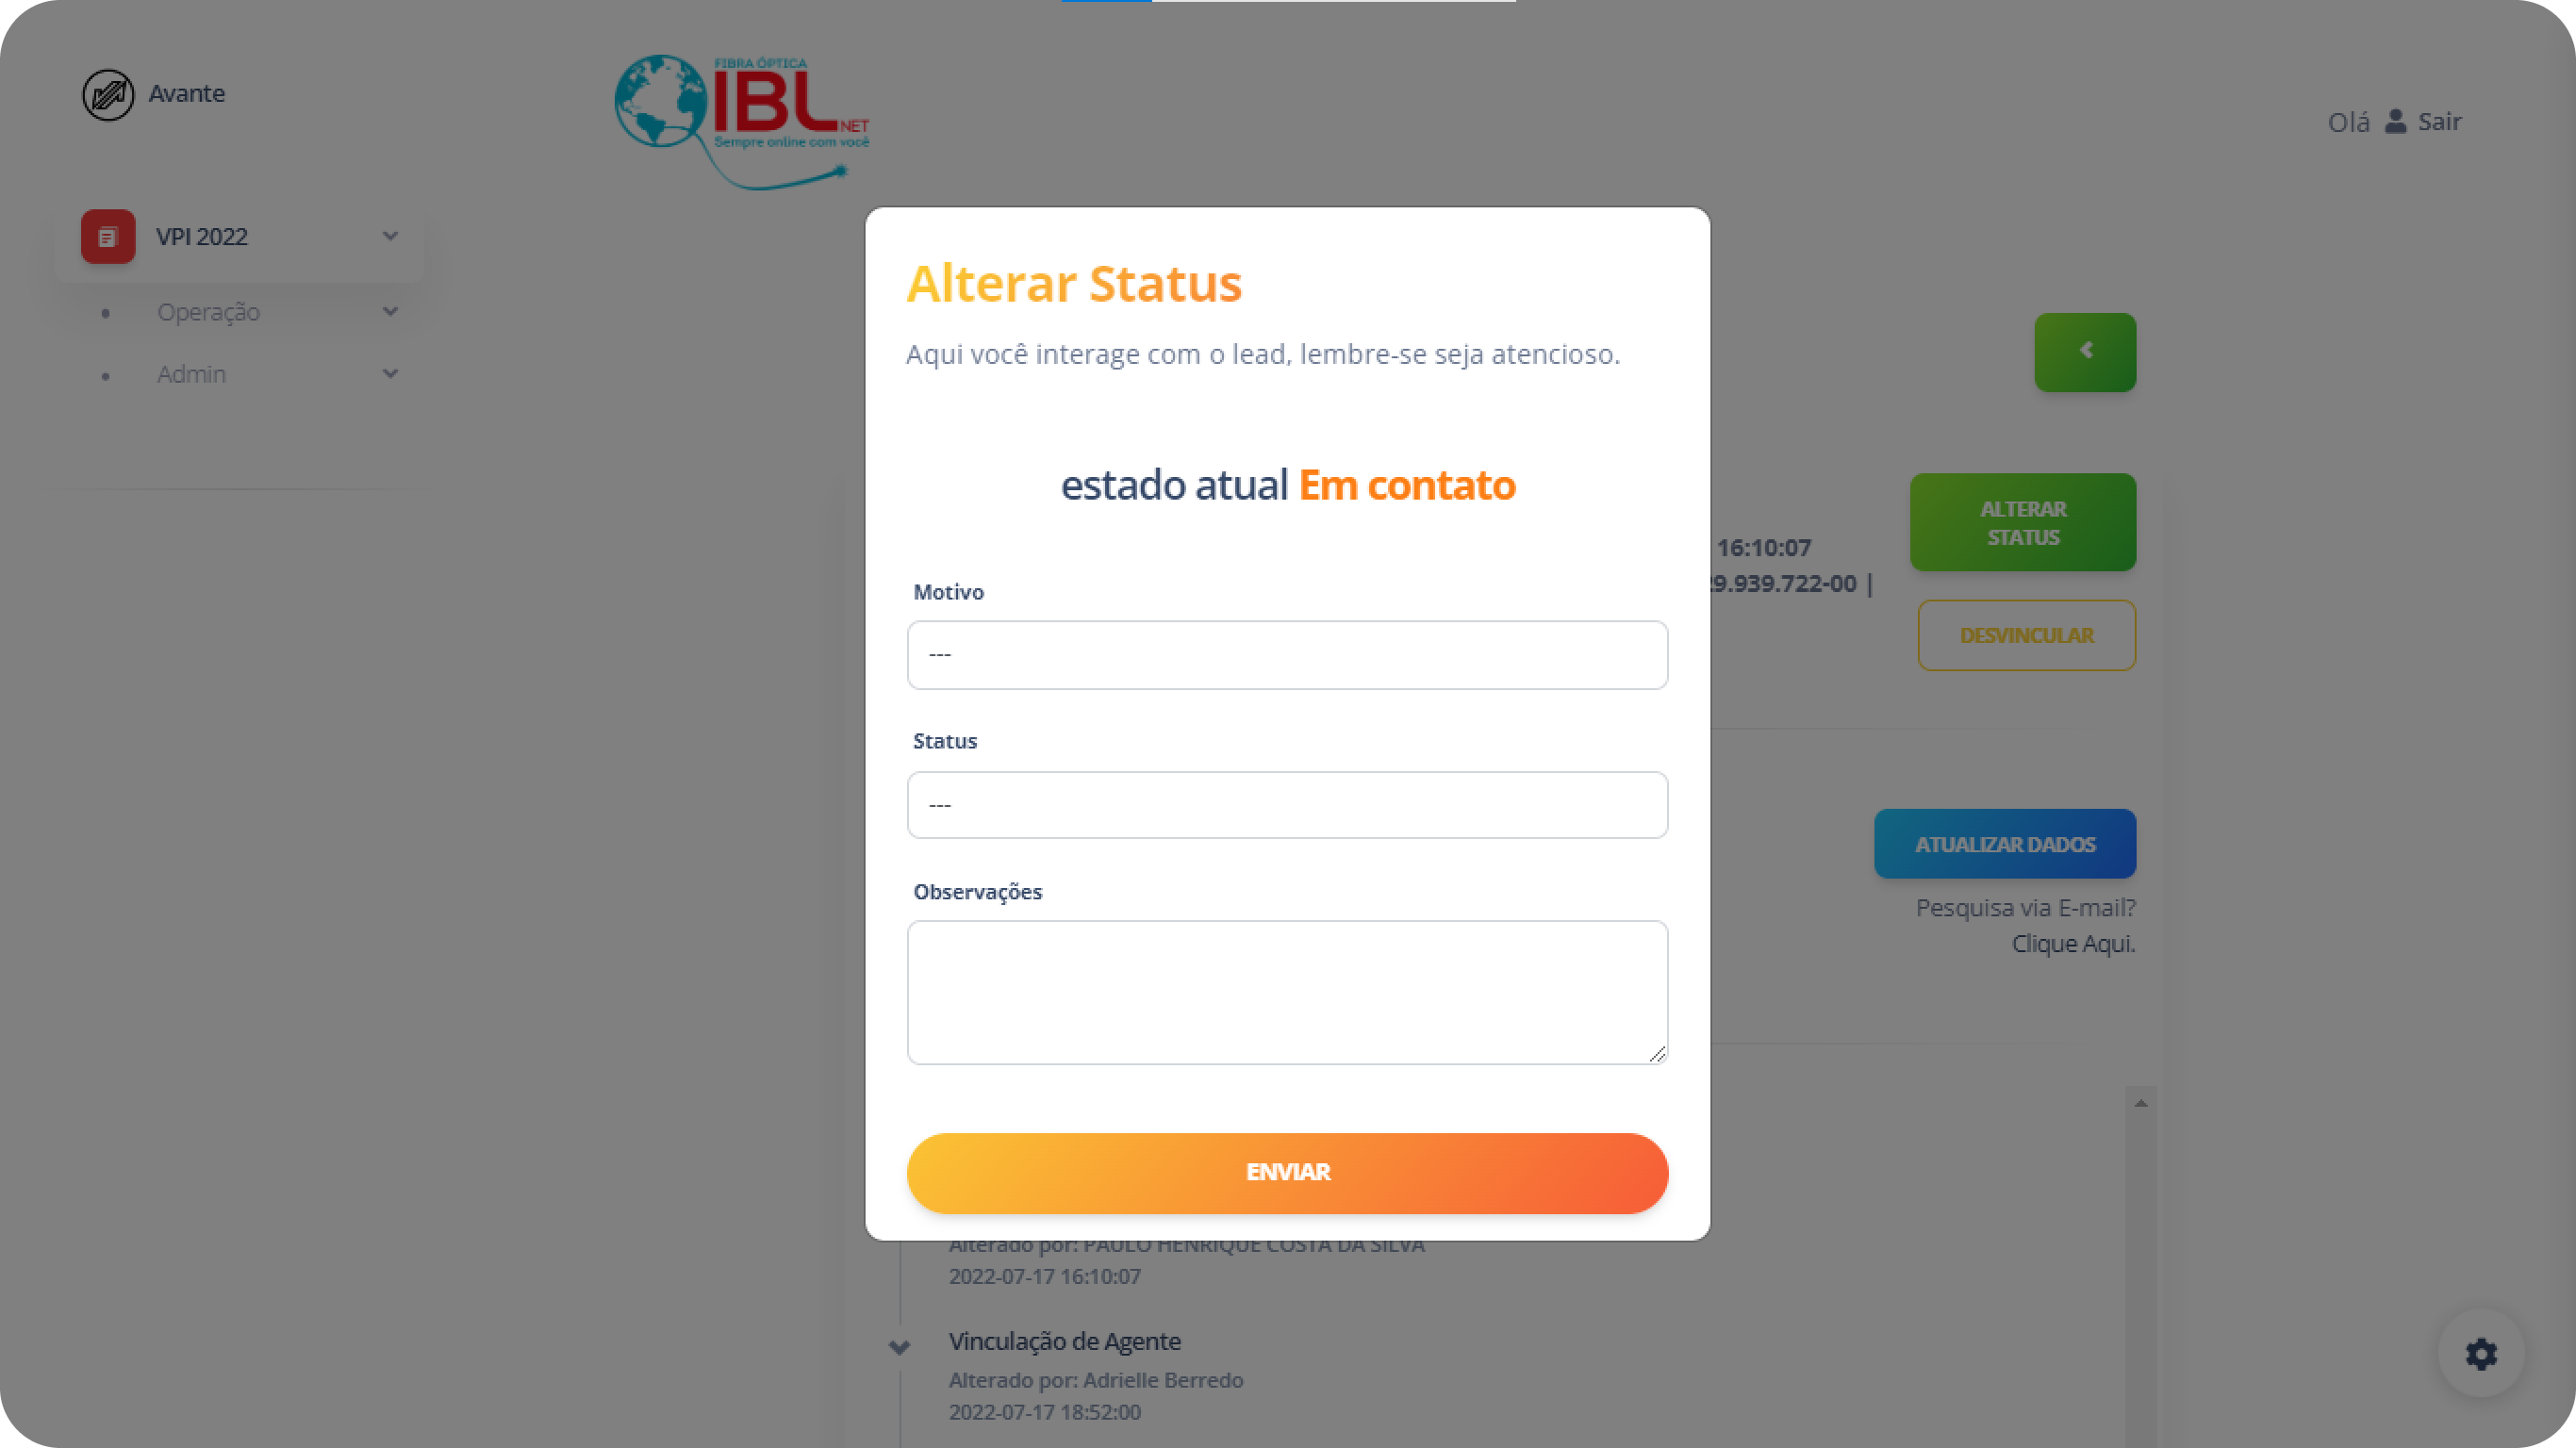 Avante
FIBRA ÓPTICA
IBL
NET
Sempre online com você
Olá Sair
VPI 2022
Operação
Admin
Alterar Status
Aqui você interage com o lead, lembre-se seja atencioso.
estado atual Em contato
Motivo
---
Status
---
Observações
ENVIAR
ALTERAR
STATUS
16:10:07
29.939.722-00 |
DESVINCULAR
ATUALIZAR DADOS
Pesquisa via E-mail?
Clique Aqui.
Alterado por: PAULO HENRIQUE COSTA DA SILVA
2022-07-17 16:10:07
Vinculação de Agente
Alterado por: Adrielle Berredo
2022-07-17 18:52:00